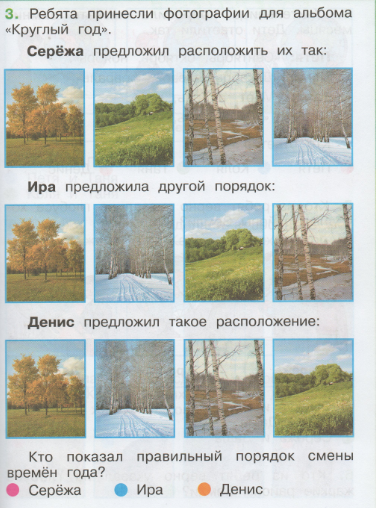 3. Ребята принесли фотографии для альбома
«Круглый год».
Серёжа предложил расположить их так:
Ира предложила другой порядок:
Денис предложил такое расположение:
Кто показал правильный порядок смены
времён года?
Серёжа Ира Денис